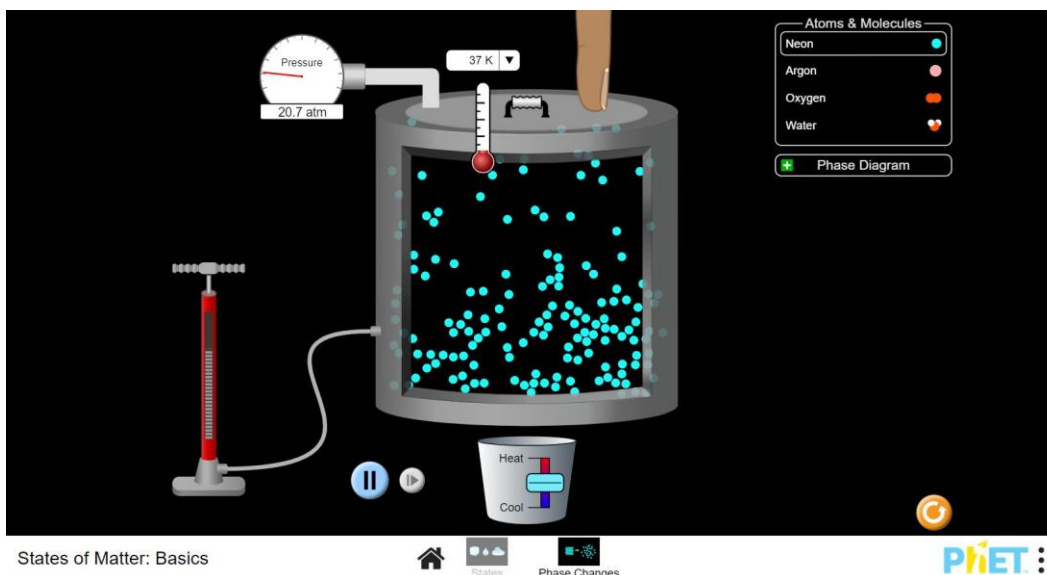 Atoms & Molecules
Neon
Argon
Oxygen
Water
Phase Diagram
Pressure
20.7 atm
37 K
Heat
Cool
States of Matter: Basics
States
Phase Changes
PhET